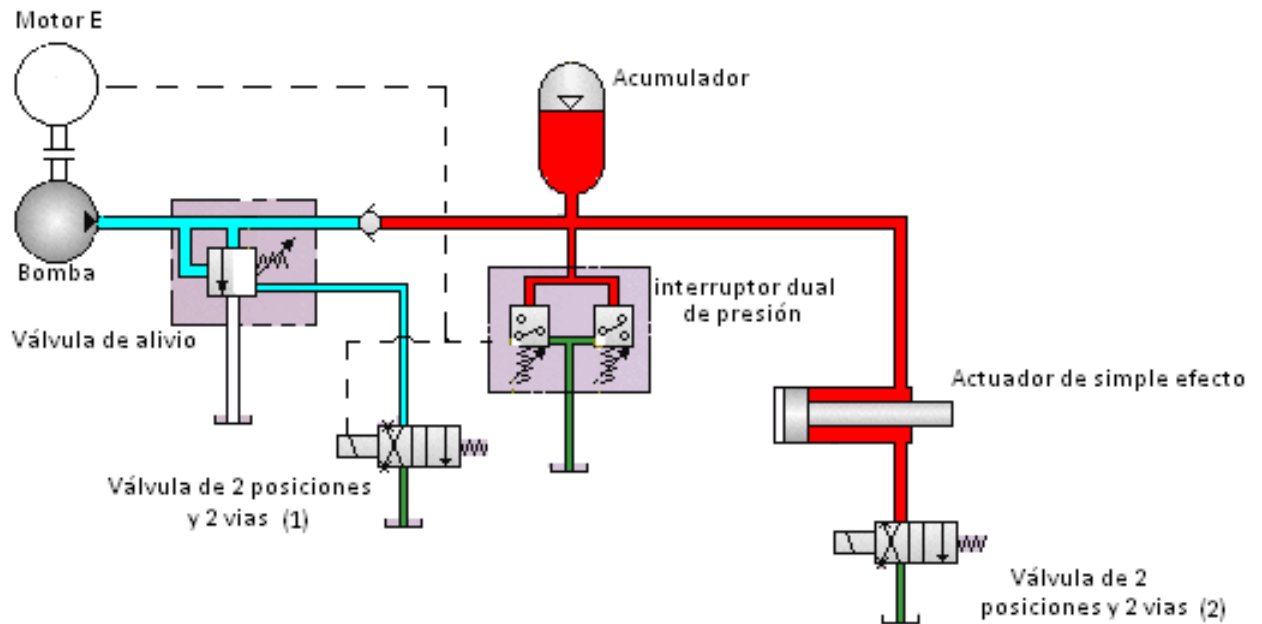 Motor E
Acumulador
Bomba
interruptor dual
de presión
Válvula de alivio
Actuador de simple efecto
Válvula de 2 posiciones
y 2 vias (1)
Válvula de 2
posiciones y 2 vias (2)